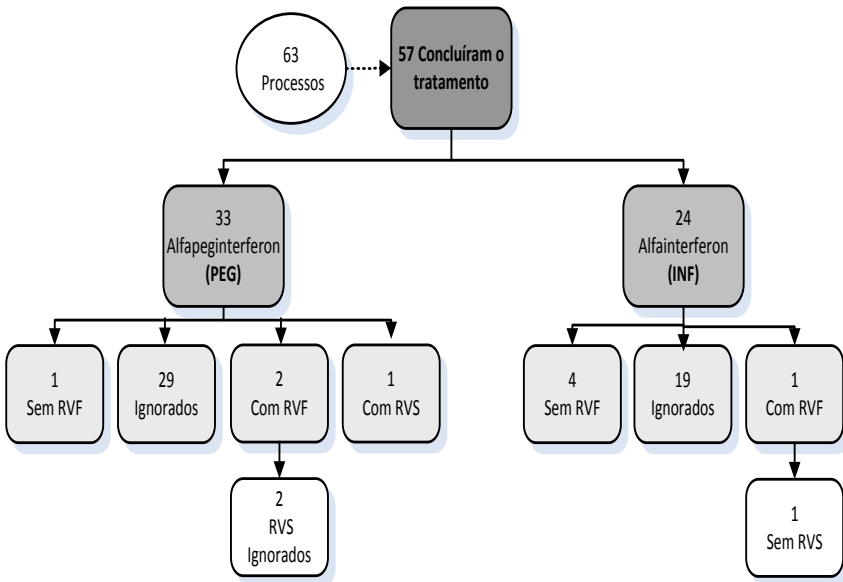 63
Processos
57 Concluíram o
tratamento
33
Alfapeginterferon
(PEG)
24
Alfainterferon
(INF)
1
Sem RVF
29
Ignorados
2
Com RVF
1
Com RVS
4
Sem RVF
19
Ignorados
1
Com RVF
2
RVS
Ignorados
1
Sem RVS